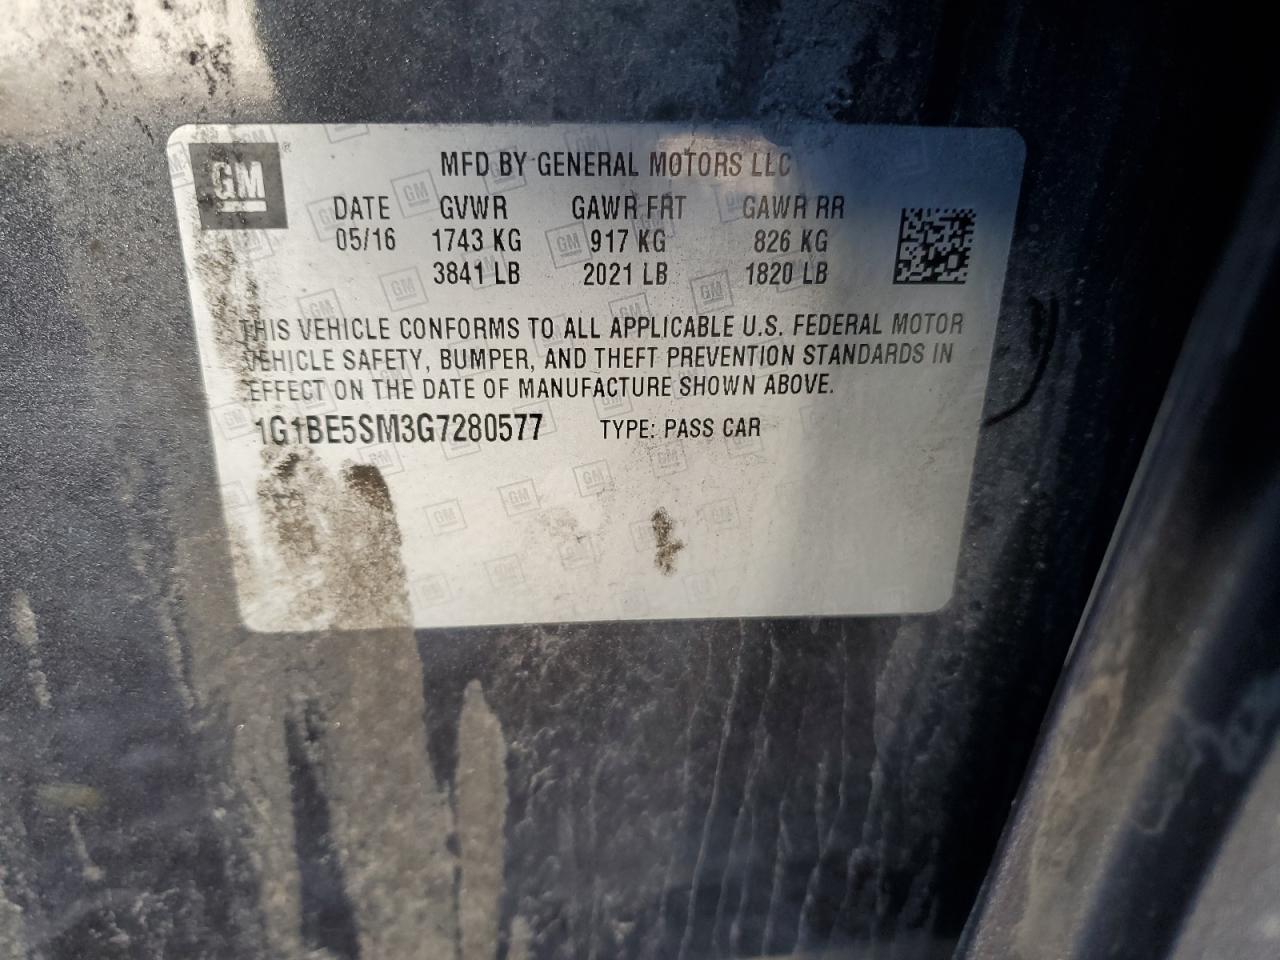 GM ®
MFD BY GENERAL MOTORS LLC
DATE GVWR GAWR FRT GAWR RR
05/16 1743 KG 917 KG 826 KG
3841 LB 2021 LB 1820 LB
THIS VEHICLE CONFORMS TO ALL APPLICABLE U.S. FEDERAL MOTOR
VEHICLE SAFETY, BUMPER, AND THEFT PREVENTION STANDARDS IN
EFFECT ON THE DATE OF MANUFACTURE SHOWN ABOVE.
1G1BE5SM3G7280577 TYPE: PASS CAR